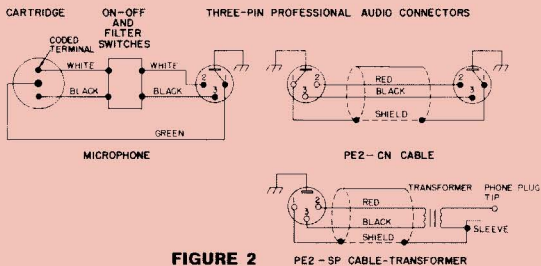 CARTRIDGE
ON-OFF
AND
FILTER
SWITCHES
THREE-PIN PROFESSIONAL AUDIO CONNECTORS
CODED
TERMINAL
WHITE
WHITE
BLACK
BLACK
GREEN
2
1
3
MICROPHONE
1
2
3
RED
BLACK
SHIELD
2
1
3
PE2-CN CABLE
1
2
3
RED
BLACK
SHIELD
TRANSFORMER
PHONE PLUG
TIP
SLEEVE
FIGURE 2
PE2-SP CABLE-TRANSFORMER